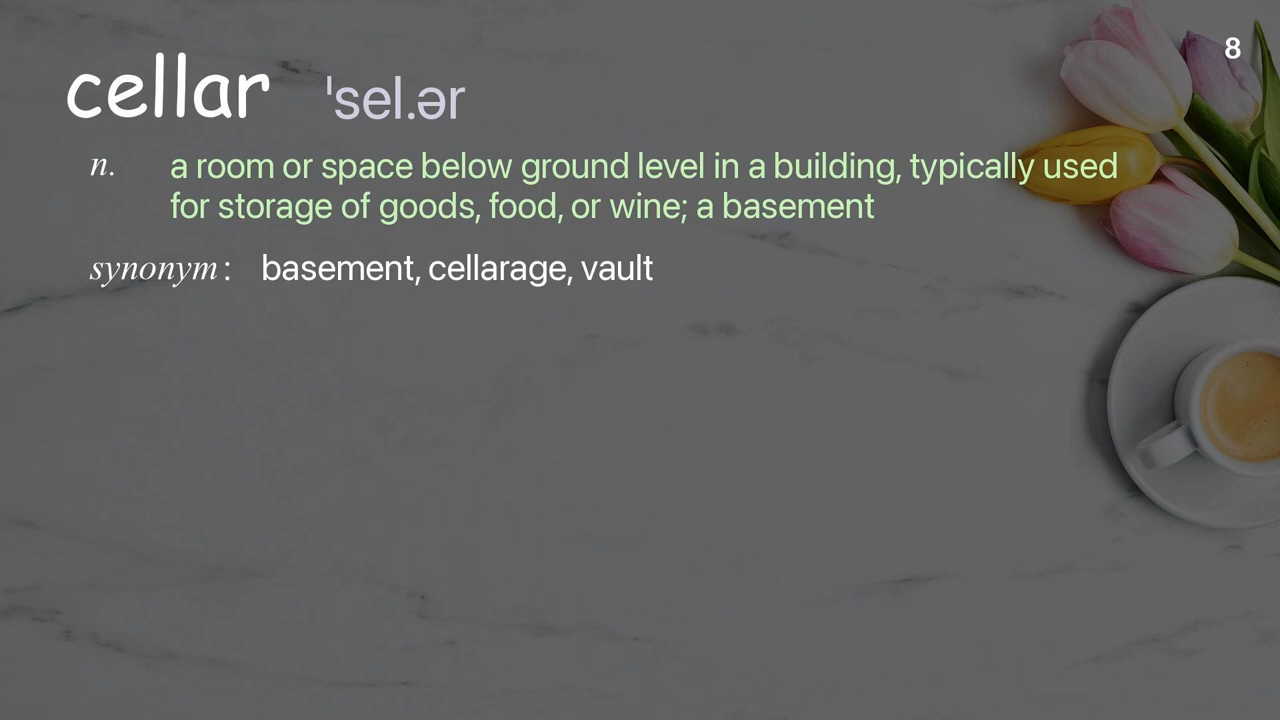 8
cellar ˈsel.ər
n. a room or space below ground level in a building, typically used
for storage of goods, food, or wine; a basement
synonym: basement, cellarage, vault